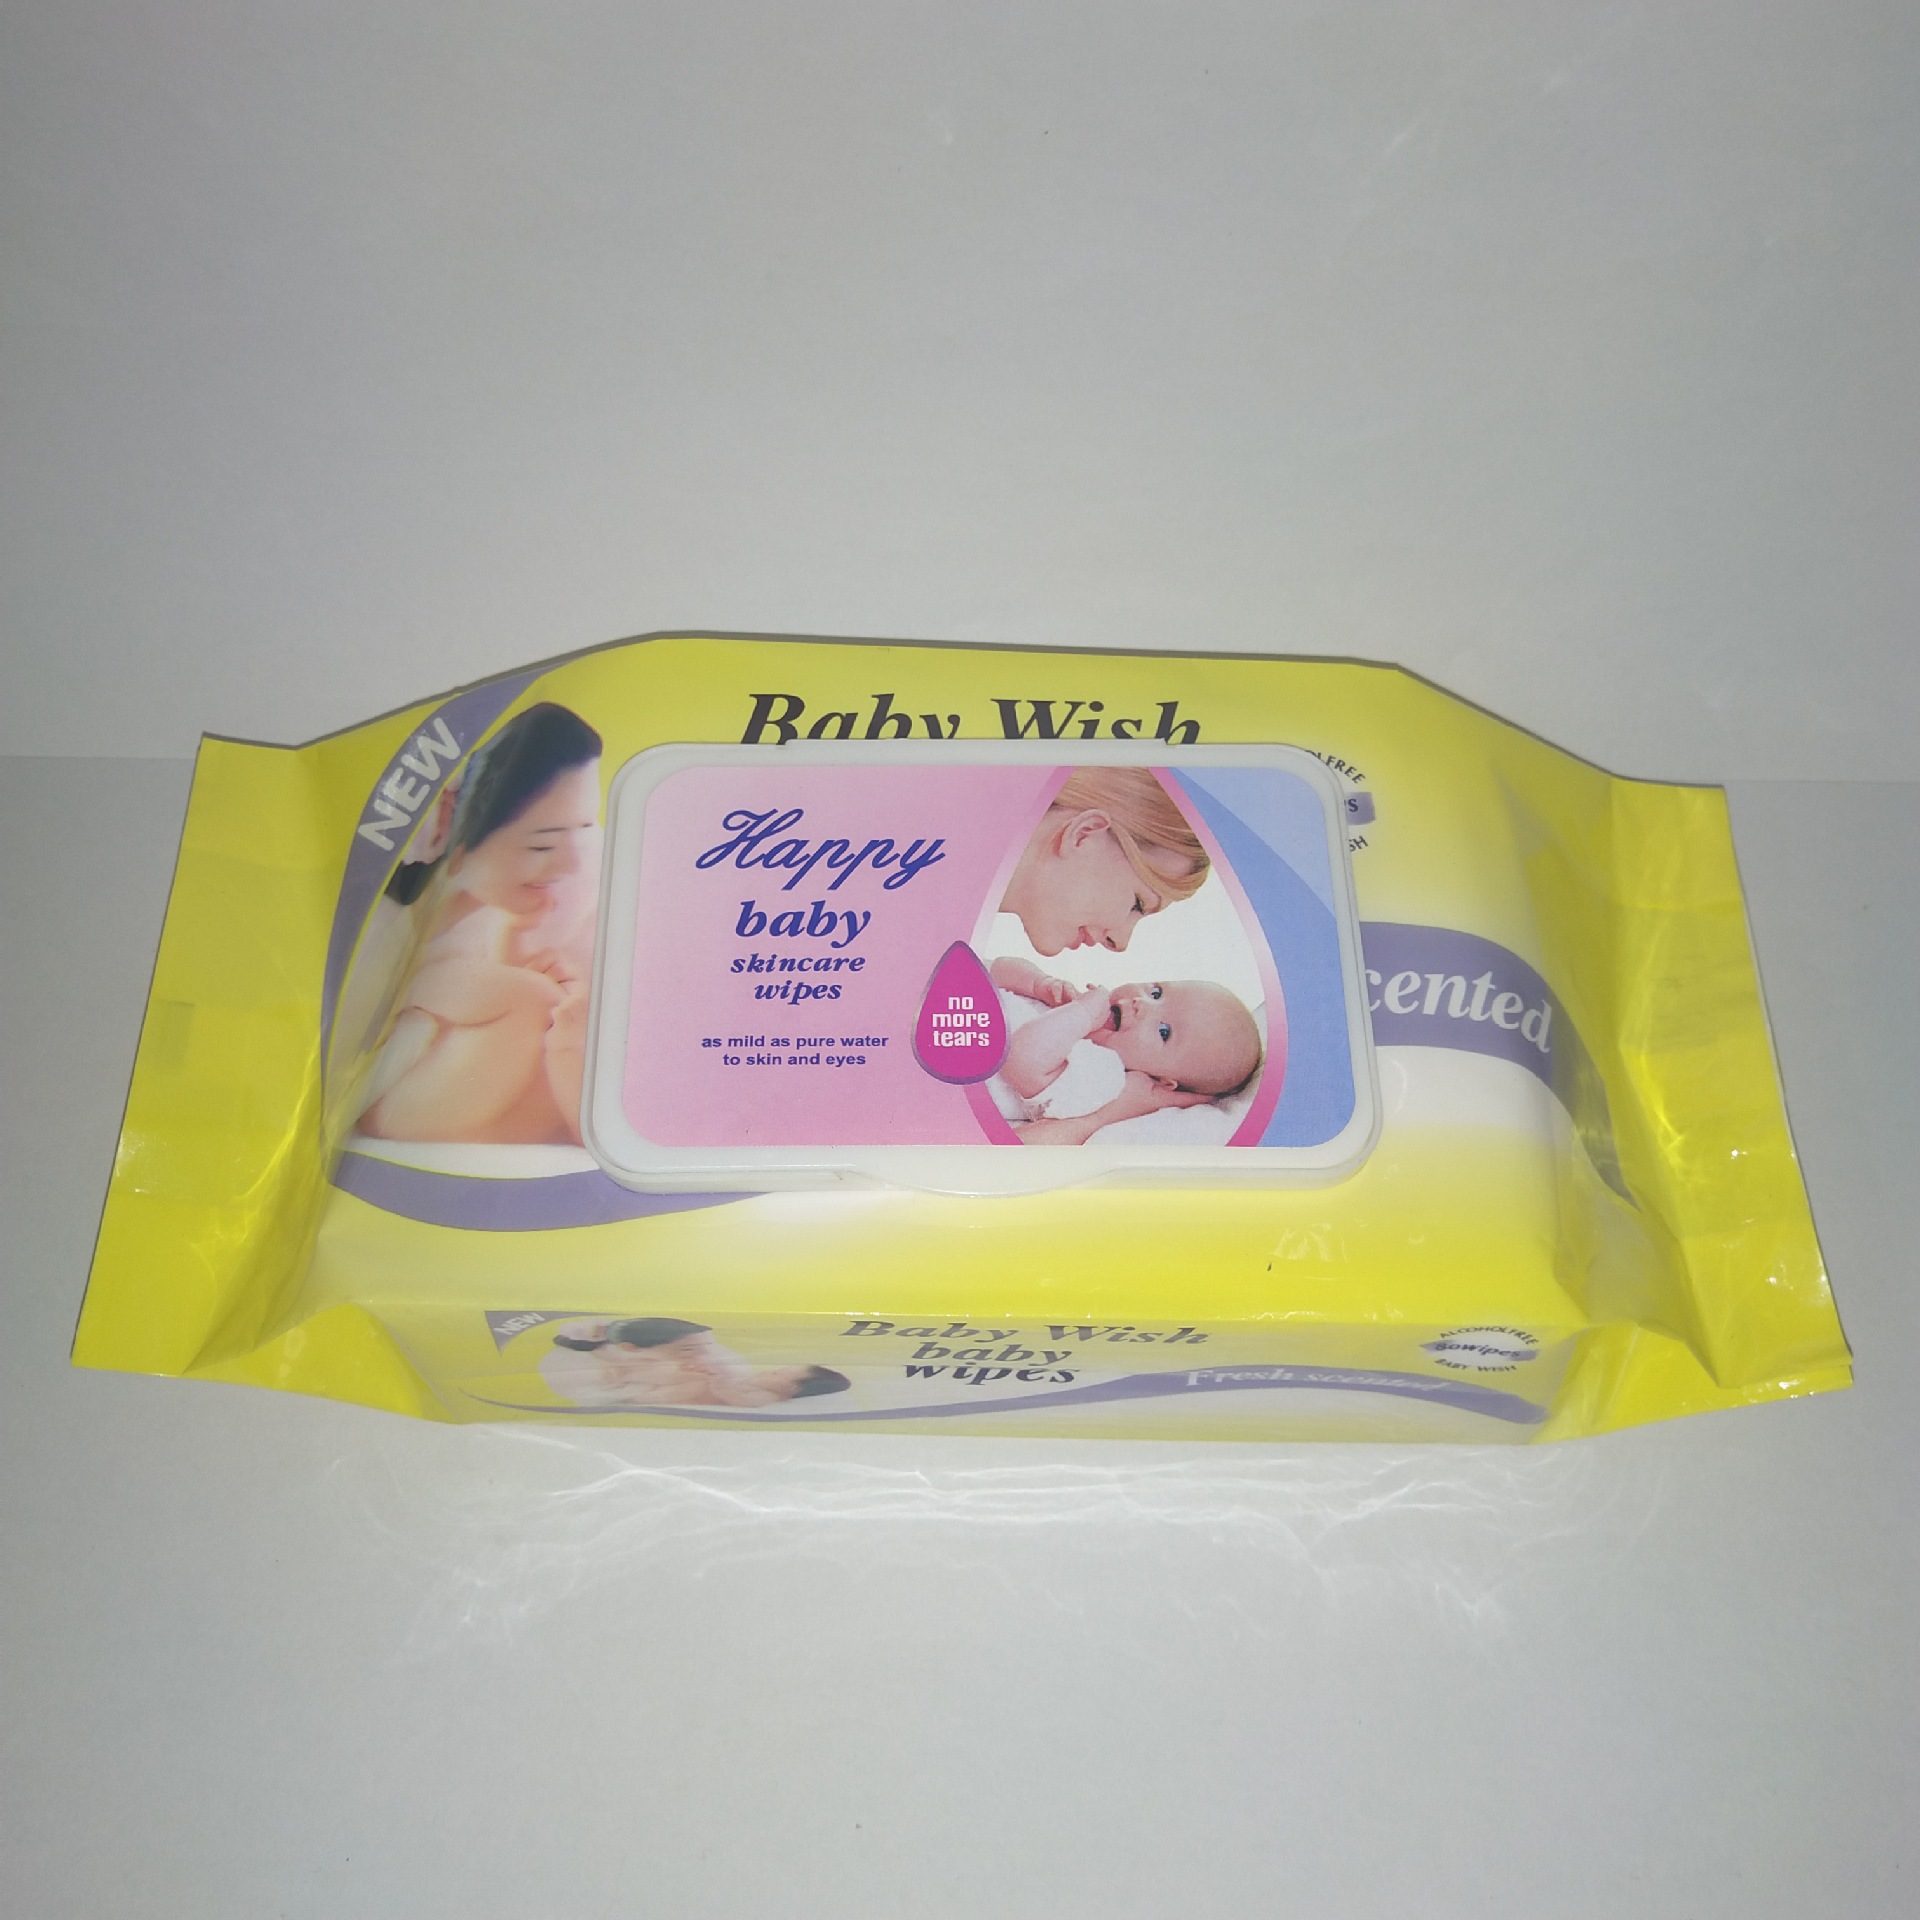 NEW
Baby Wish
Happy
baby
skincare
wipes
as mild as pure water
to skin and eyes
no
more
tears
NEW
Baby Wish
baby
wipes
Fresh scented
ALCOHOLFREE
80wipes
BABY WISH